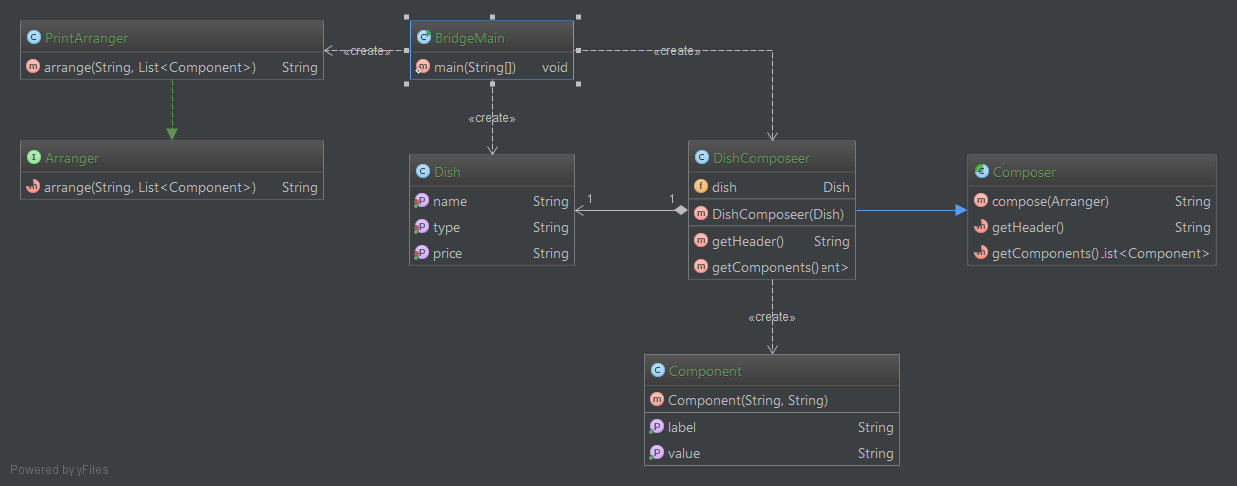 PrintArranger
arrange(String, List<Component>) String
«create»
BridgeMain
main(String[]) void
«create»
«create»
Arranger
arrange(String, List<Component>) String
Dish
name String
type String
price String
1 1
DishComposeer
dish Dish
DishComposeer(Dish)
getHeader() String
getComponents() ent>
Composer
compose(Arranger) String
getHeader() String
getComponents() .ist<Component>
«create»
Component
Component(String, String)
label String
value String
Powered by yFiles